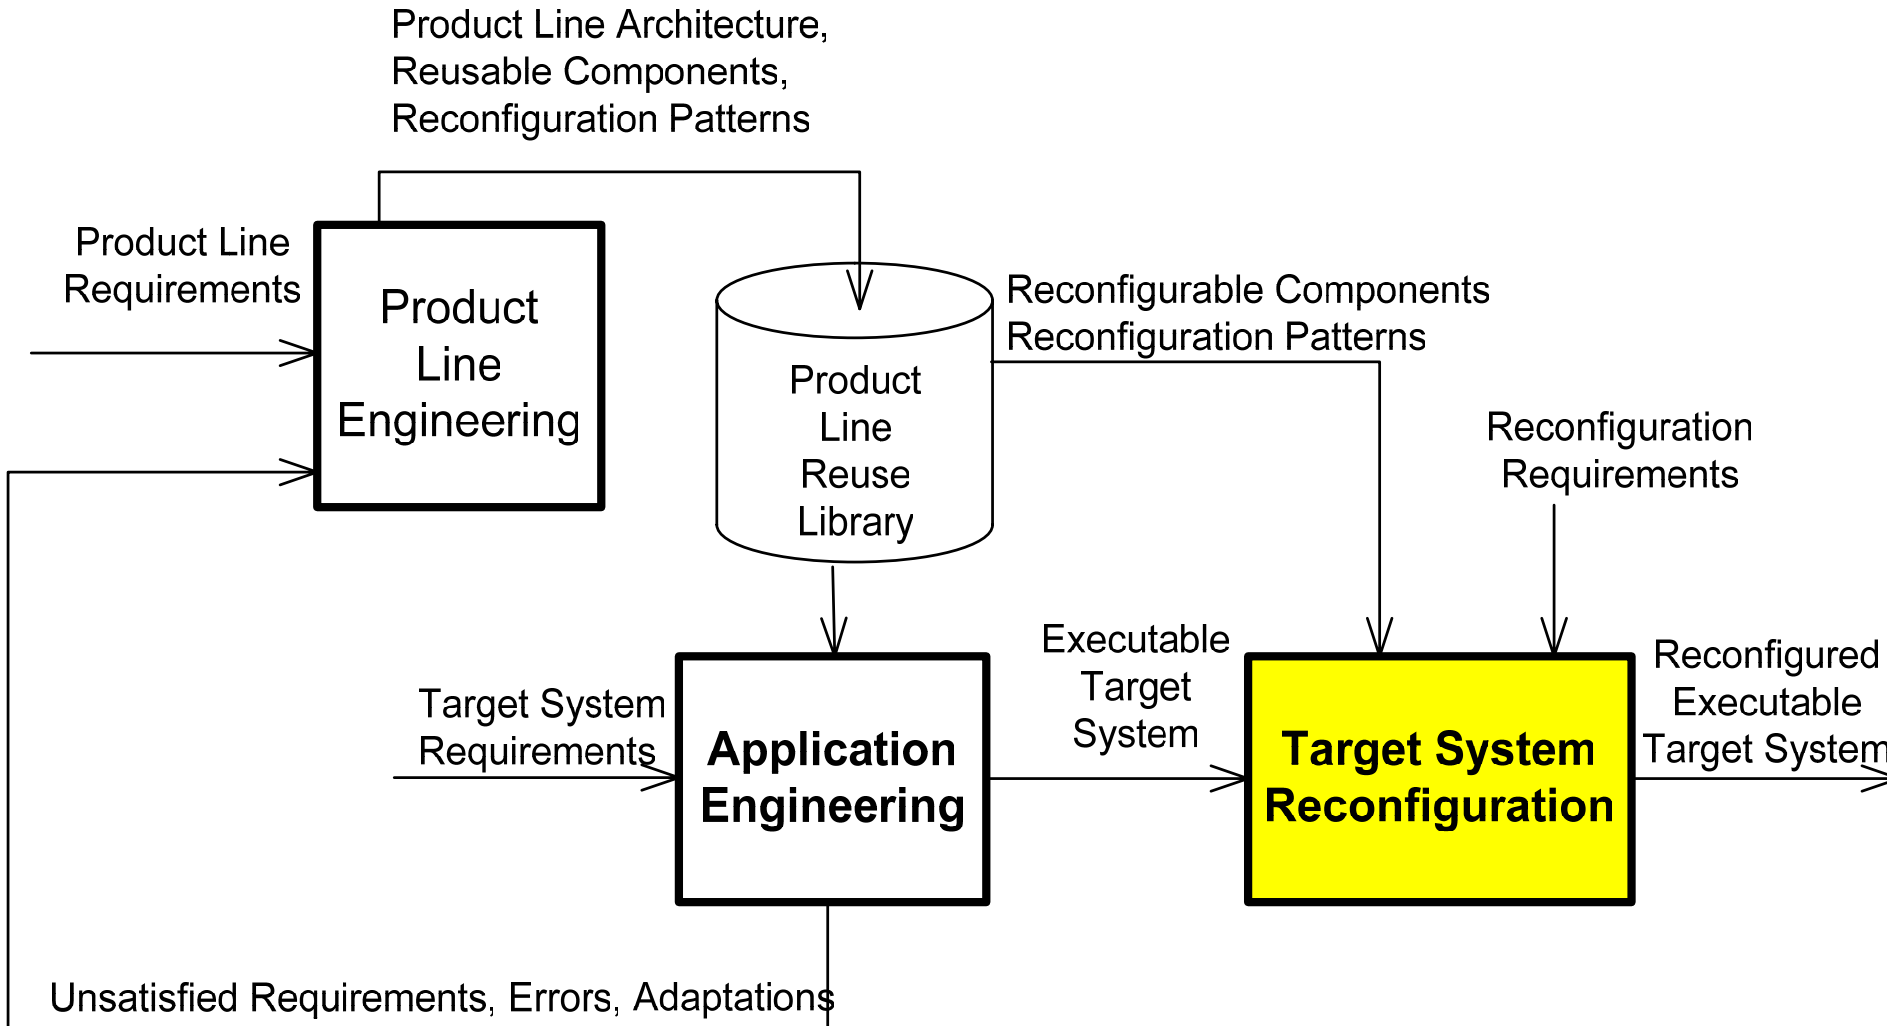 Product Line Architecture,
Reusable Components,
Reconfiguration Patterns
Product Line
Requirements
Product
Line
Engineering
Reconfigurable Components
Reconfiguration Patterns
Product
Line
Reuse
Library
Reconfiguration
Requirements
Target System
Requirements
Application
Engineering
Executable
Target
System
Target System
Reconfiguration
Reconfigured
Executable
Target System
Unsatisfied Requirements, Errors, Adaptations